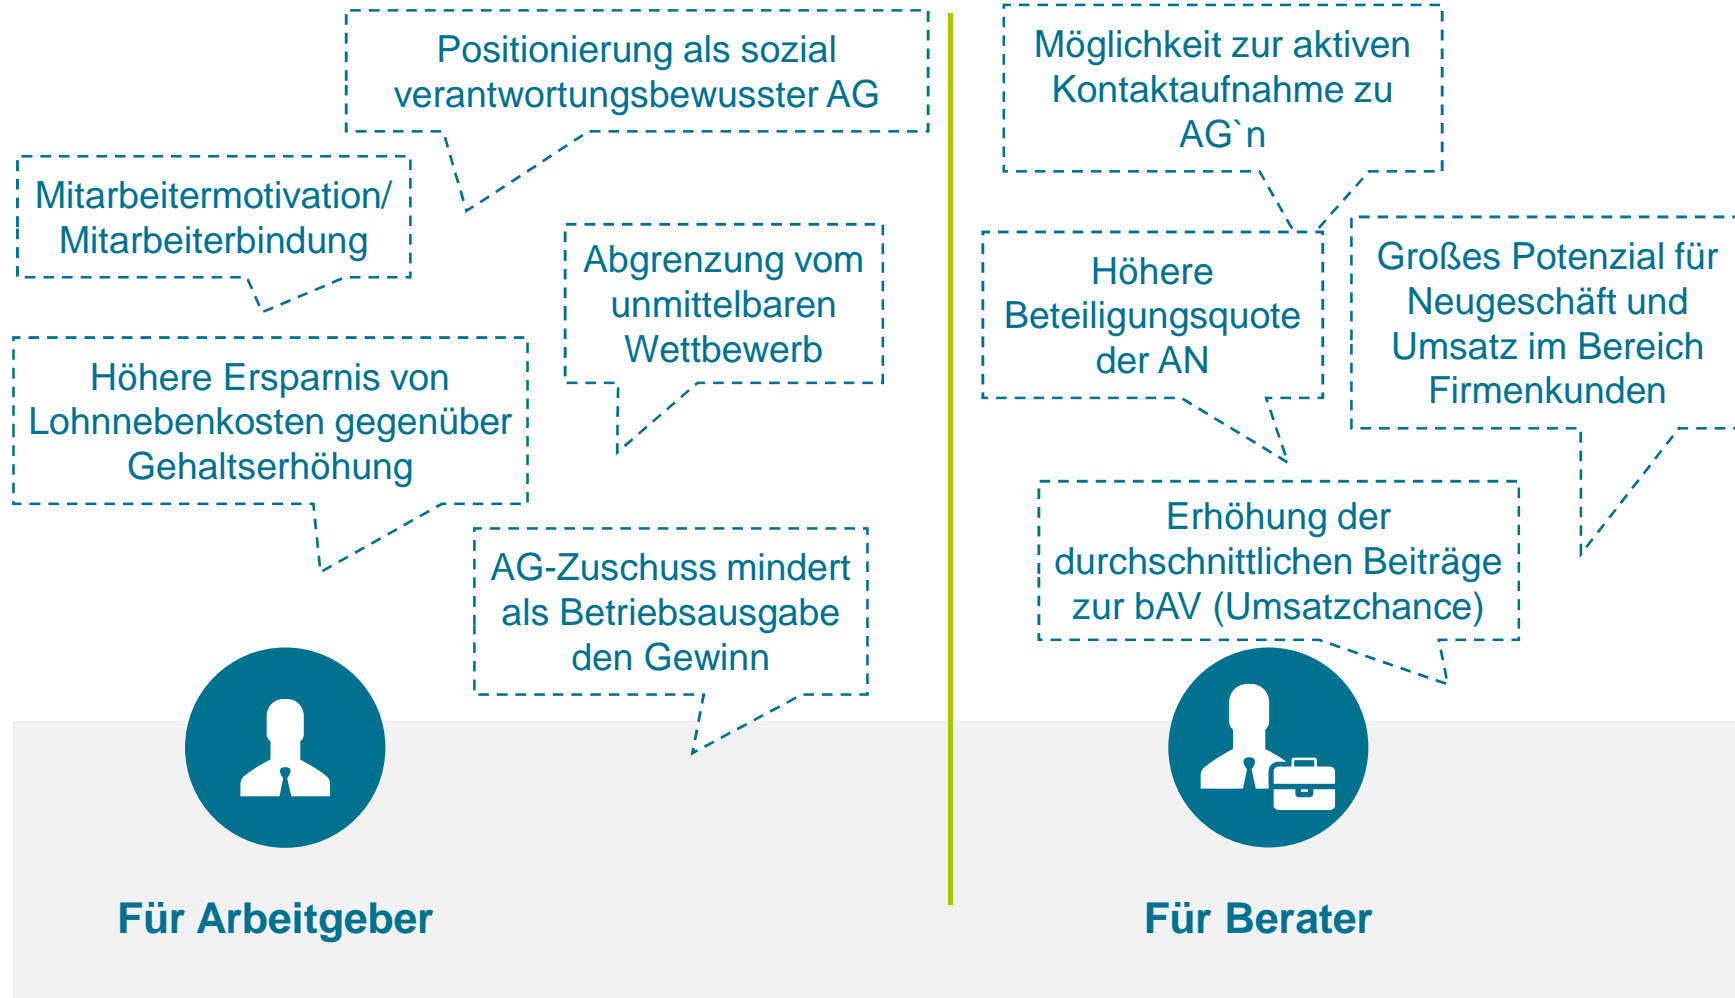 Positionierung als sozial
verantwortungsbewusster AG
Mitarbeitermotivation/
Mitarbeiterbindung
Abgrenzung vom
unmittelbaren
Wettbewerb
Höhere Ersparnis von
Lohnnebenkosten gegenüber
Gehaltserhöhung
AG-Zuschuss mindert
als Betriebsausgabe
den Gewinn
Für Arbeitgeber
Möglichkeit zur aktiven
Kontaktaufnahme zu
AG`n
Höhere
Beteiligungsquote
der AN
Großes Potenzial für
Neugeschäft und
Umsatz im Bereich
Firmenkunden
Erhöhung der
durchschnittlichen Beiträge
zur bAV (Umsatzchance)
Für Berater